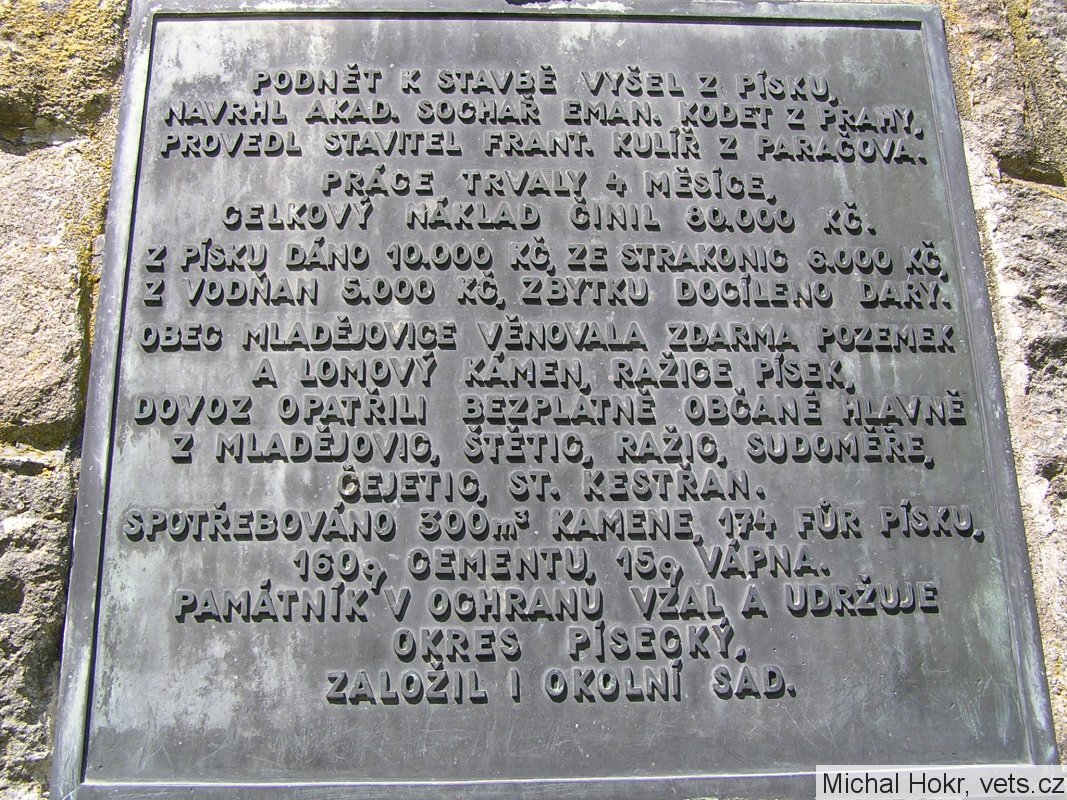 PODNĚT K STAVBĚ VYŠEL Z PÍSKU,
NAVRHL AKAD. SOCHAŘ EMAN. KODET Z PRAHY,
PROVEDL STAVITEL FRANT. KULÍŘ Z PARAČOVA.
PRÁCE TRVALY 4 MĚSÍCE,
CELKOVÝ NÁKLAD ČINIL 80.000 KČ.
Z PÍSKU DÁNO 10.000 KČ, ZE STRAKONIC 6.000 KČ,
Z VODŇAN 5.000 KČ, ZBYTKU DOCÍLENO DARY.
OBEC MLADĚJOVICE VĚNOVALA ZDARMA POZEMEK
A LOMOVÝ KÁMEN, RAŽICE PÍSEK,
DOVOZ OPATŘILI BEZPLATNĚ OBČANÉ HLAVNĚ
Z MLADĚJOVIC, ŠTĚTIC, RAŽIC, SUDOMĚŘE,
ČEJETIC, ST. KESTŘAN.
SPOTŘEBOVÁNO 300m³ KAMENE, 174 FŮR PÍSKU,
160q CEMENTU, 15q VÁPNA.
PAMÁTNÍK V OCHRANU VZAL A UDRŽUJE
OKRES PÍSECKÝ,
ZALOŽIL I OKOLNÍ SAD.
Michal Hokr, vets.cz